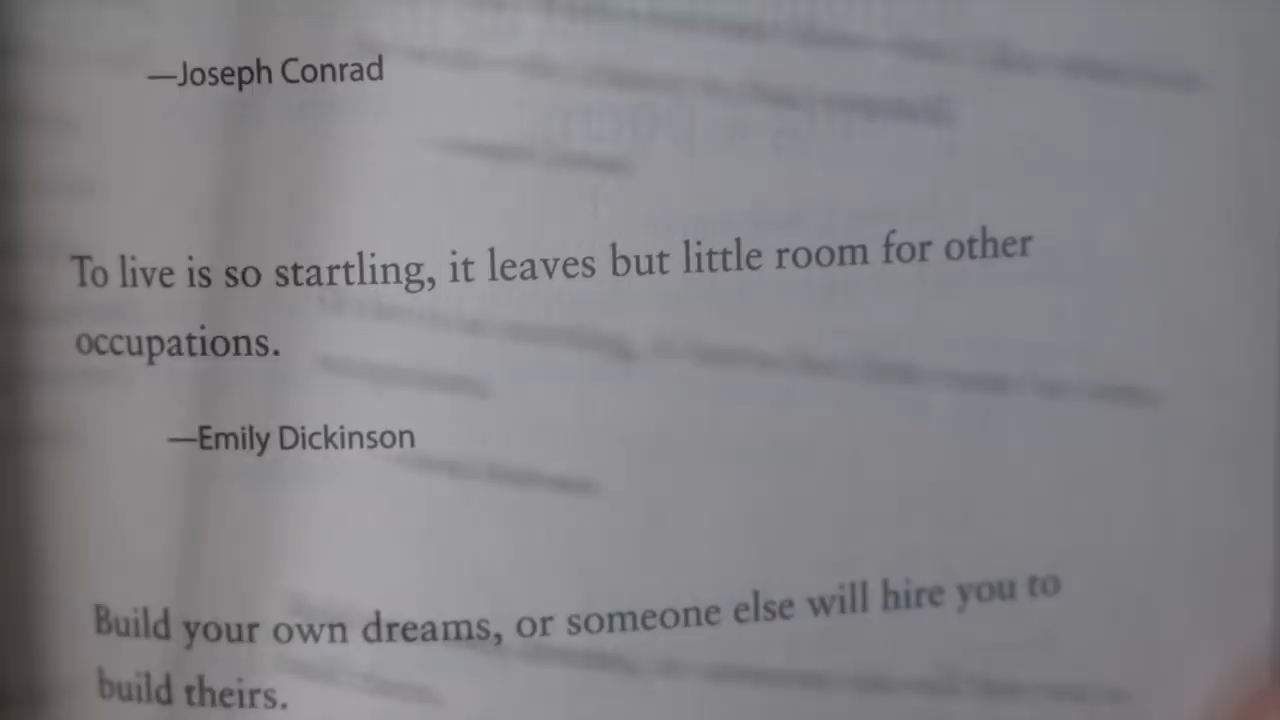 —Joseph Conrad
To live is so startling, it leaves but little room for other
occupations.
—Emily Dickinson
Build your own dreams, or someone else will hire you to
build theirs.